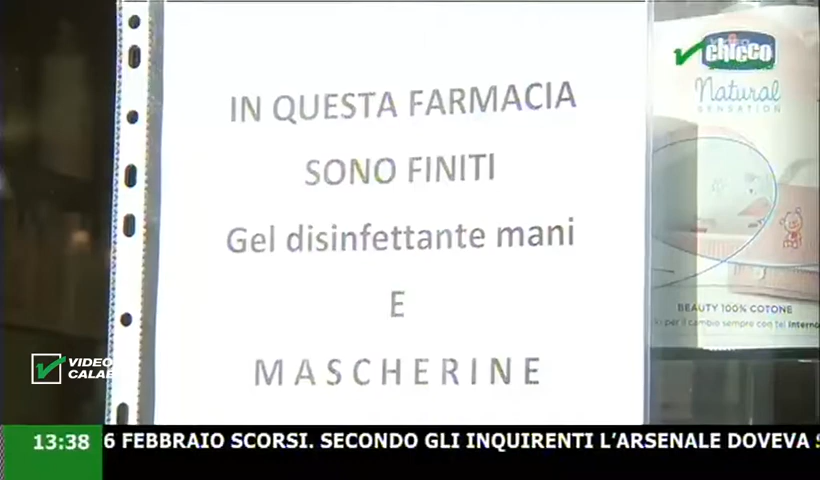 IN QUESTA FARMACIA
SONO FINITI
Gel disinfettante mani
E
MASCHERINE
chicco
Natural
SENSATION
BEAUTY 100% COTONE
per il cambio sempre con te!
VIDEO
13:38
6 FEBBRAIO SCORSI. SECONDO GLI INQUIRENTI L'ARSENALE DOVEVA